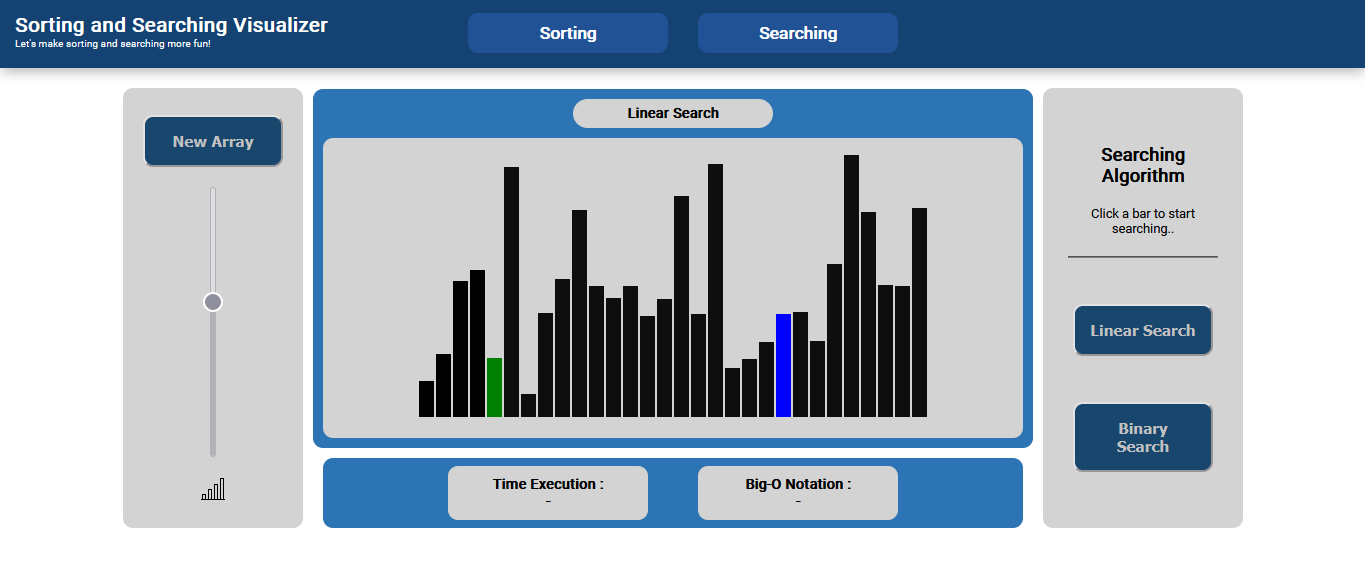 Sorting and Searching Visualizer
Let's make sorting and searching more fun!
Sorting
Searching
New Array
Linear Search
Time Execution :
-
Big-O Notation :
-
Searching
Algorithm
Click a bar to start
searching..
Linear Search
Binary
Search